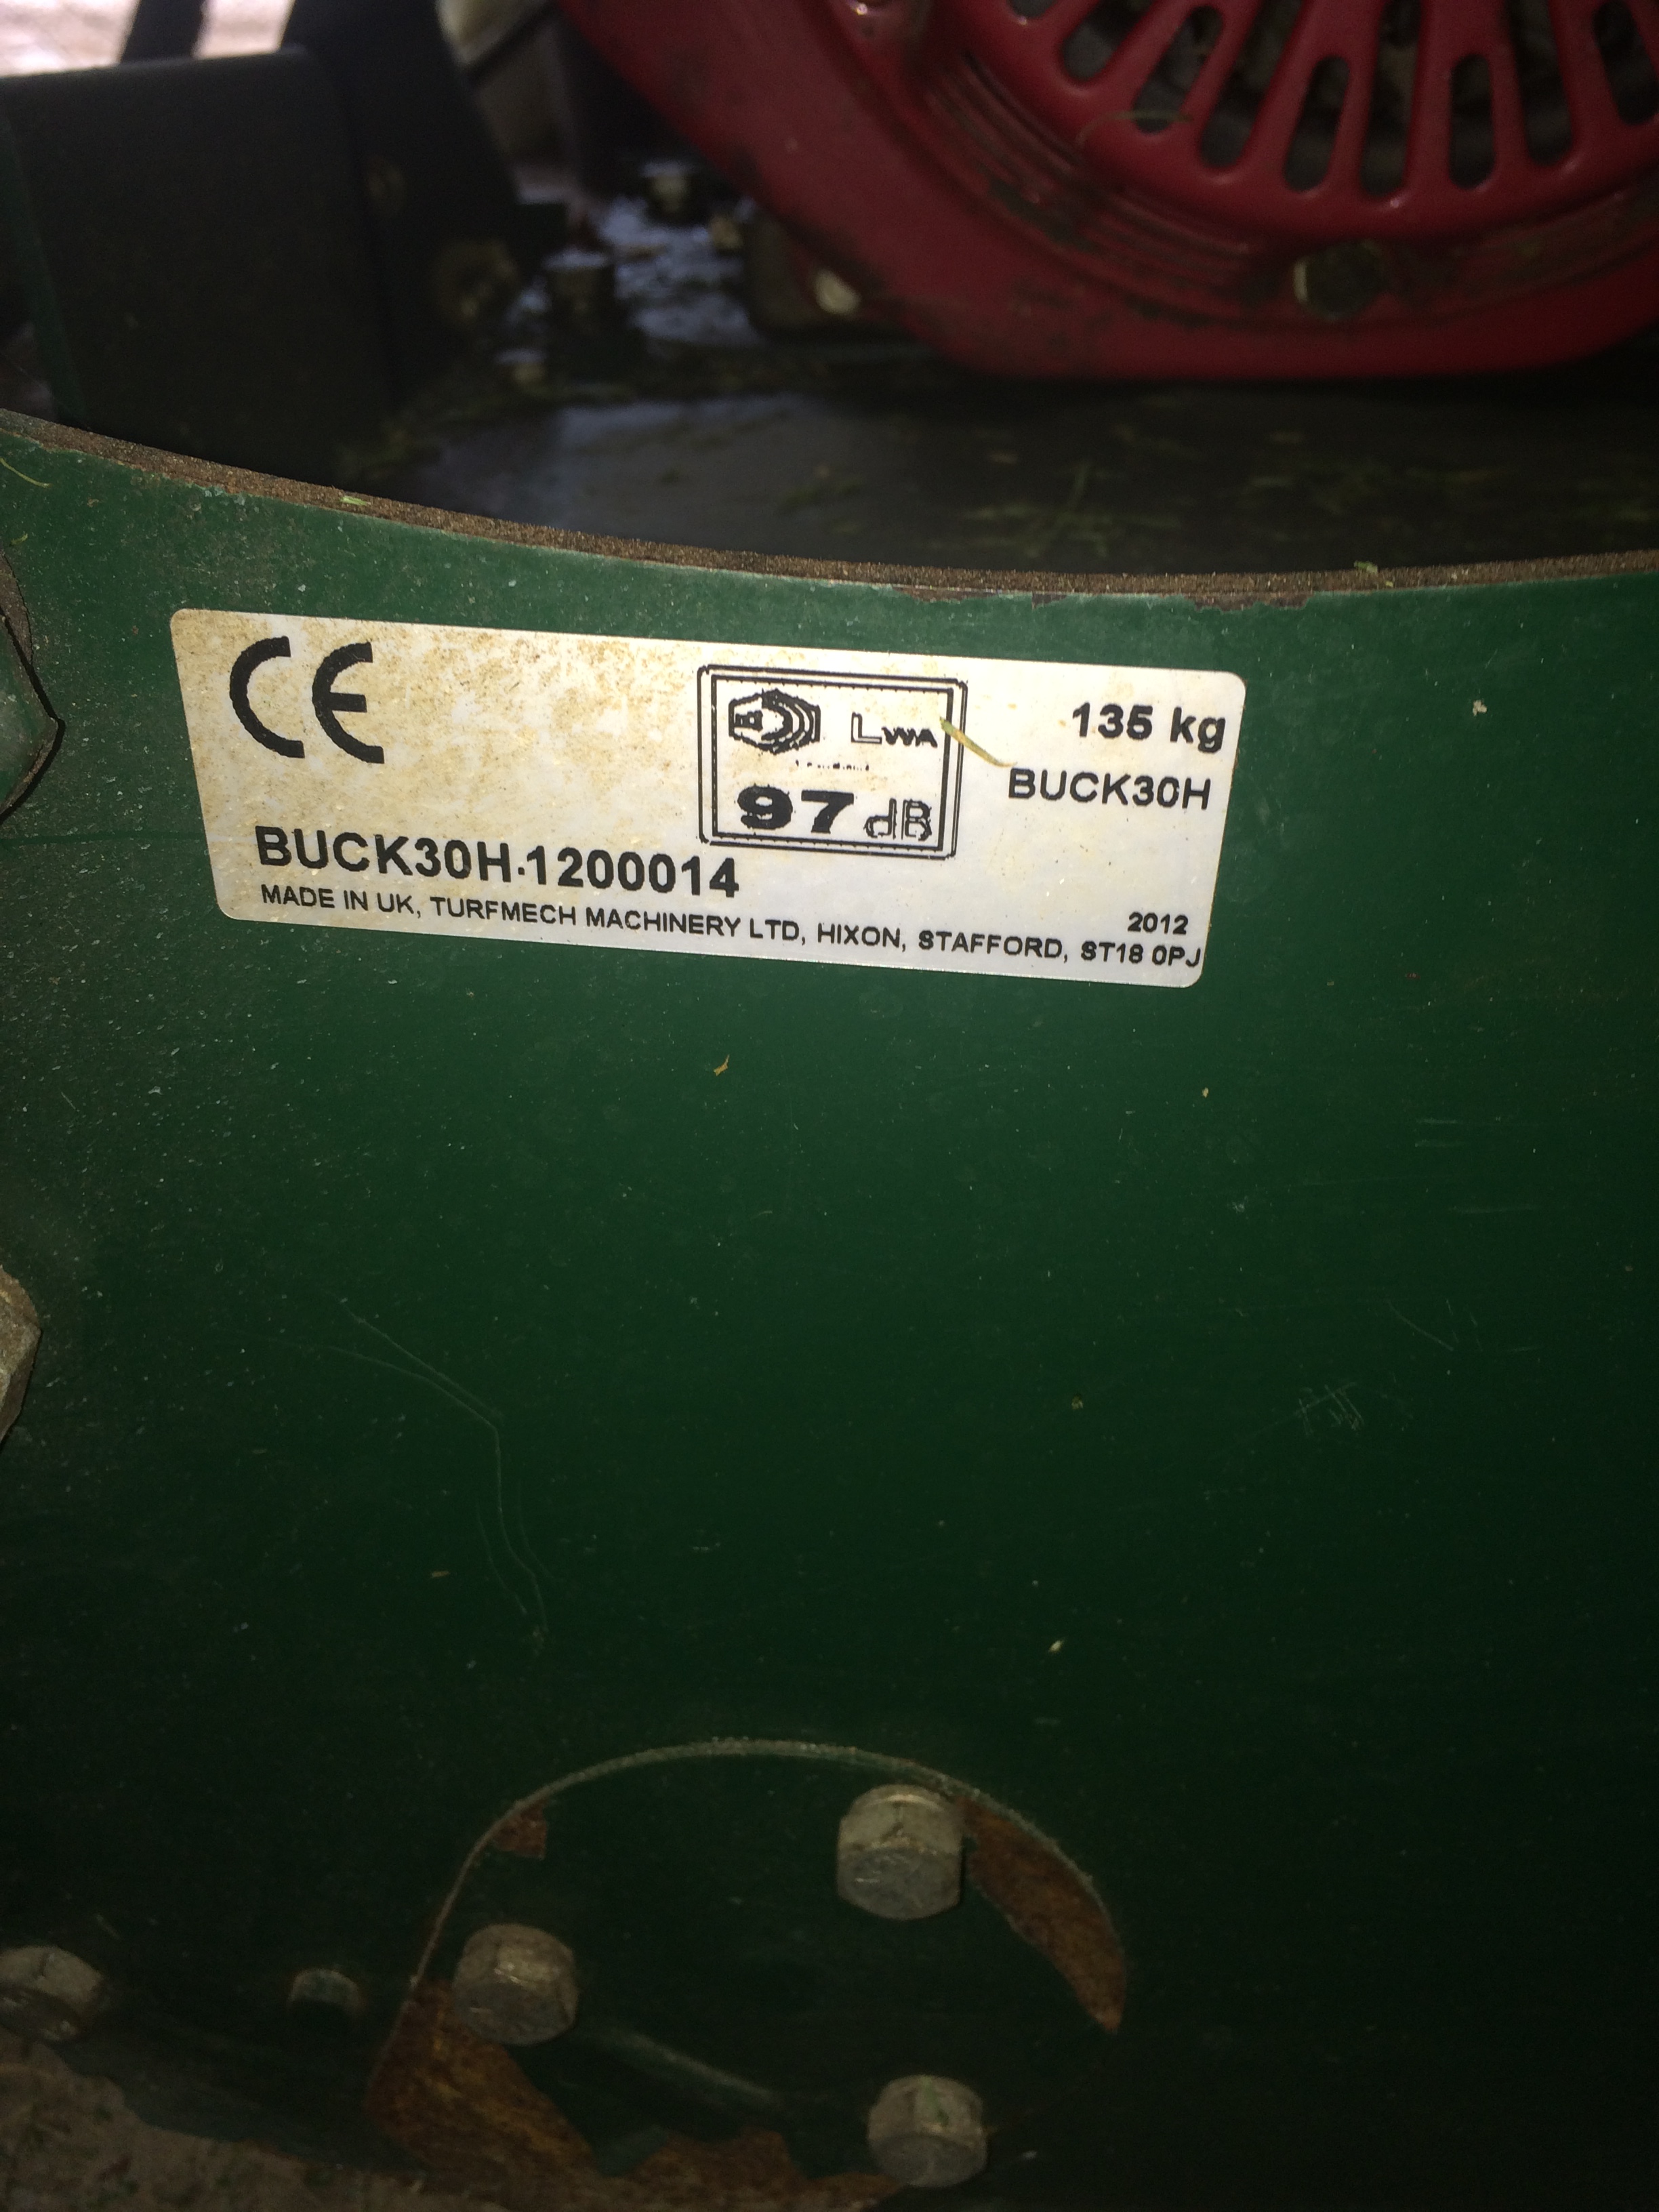 CE
LWA
97 dB
135 kg
BUCK30H
BUCK30H-1200014
2012
MADE IN UK, TURFMECH MACHINERY LTD, HIXON, STAFFORD, ST18 0PJ